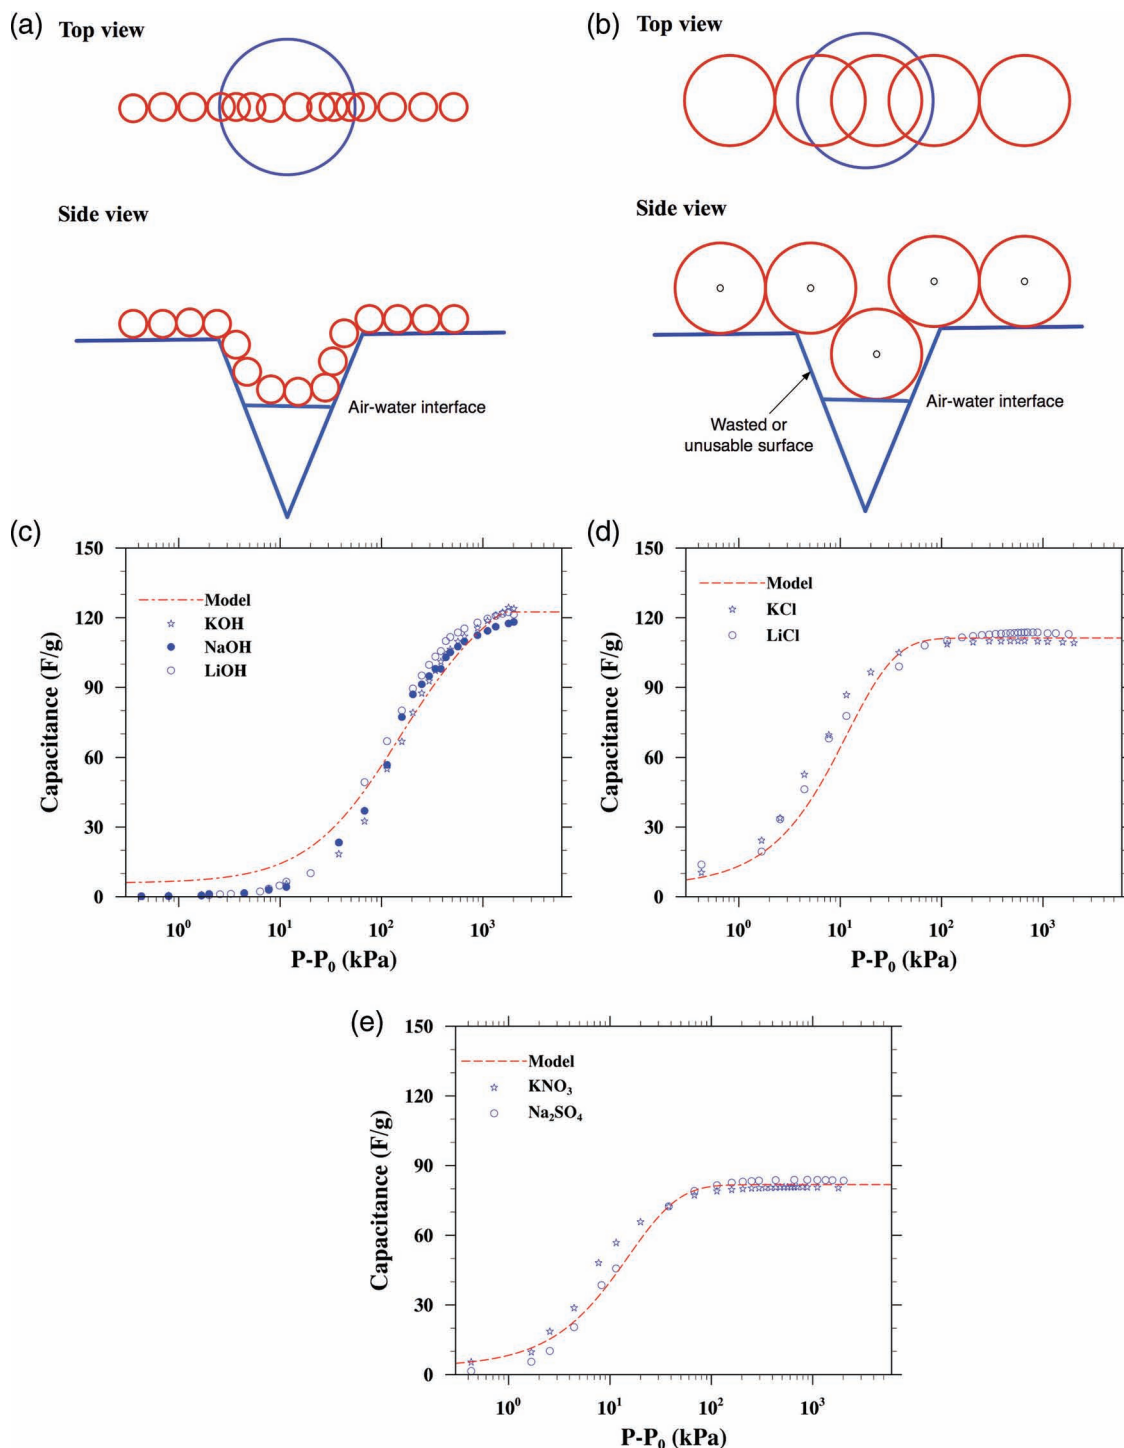 (a)
Top view
Side view
Air-water interface
(b)
Top view
Side view
Air-water interface
Wasted or
unusable surface
(c)
150
120
90
60
30
0
Capacitance (F/g)
Model
KOH
NaOH
LiOH
10⁰
10¹
10²
10³
P-P₀ (kPa)
(d)
150
120
90
60
30
0
Capacitance (F/g)
Model
KCl
LiCl
10⁰
10¹
10²
10³
P-P₀ (kPa)
(e)
150
120
90
60
30
0
Capacitance (F/g)
Model
KNO₃
Na₂SO₄
10⁰
10¹
10²
10³
P-P₀ (kPa)